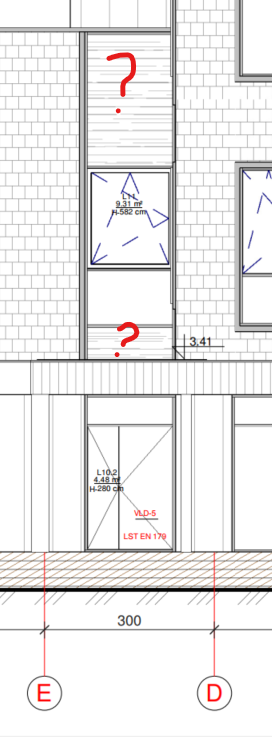 ?
L11
9.31 m²
H-582 cm
?
3,41
L10.2
4.48 m²
H-280 cm
VLD-5
LST EN 179
300
E
D